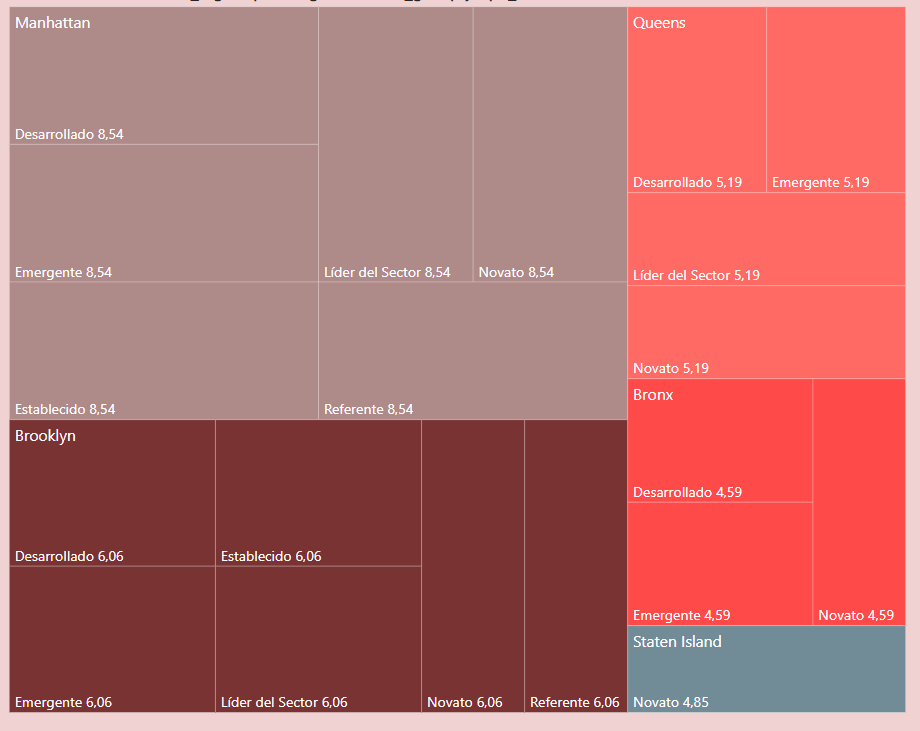 Manhattan
Desarrollado 8,54
Emergente 8,54
Líder del Sector 8,54
Novato 8,54
Establecido 8,54
Referente 8,54
Brooklyn
Desarrollado 6,06
Establecido 6,06
Emergente 6,06
Líder del Sector 6,06
Novato 6,06
Referente 6,06
Queens
Desarrollado 5,19
Emergente 5,19
Líder del Sector 5,19
Novato 5,19
Bronx
Desarrollado 4,59
Emergente 4,59
Novato 4,59
Staten Island
Novato 4,85